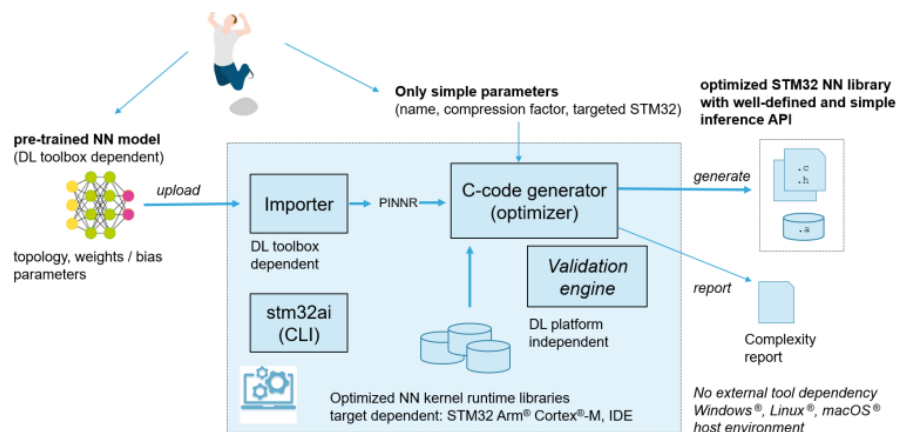 Only simple parameters
(name, compression factor, targeted STM32)
optimized STM32 NN library
with well-defined and simple
inference API
pre-trained NN model
(DL toolbox dependent)
upload
topology, weights / bias
parameters
Importer
DL toolbox
dependent
PINNR
C-code generator
(optimizer)
generate
.c
.h
.a
Validation
engine
DL platform
independent
stm32ai
(CLI)
report
Complexity
report
Optimized NN kernel runtime libraries
target dependent: STM32 Arm® Cortex®-M, IDE
No external tool dependency
Windows®, Linux®, macOS®
host environment